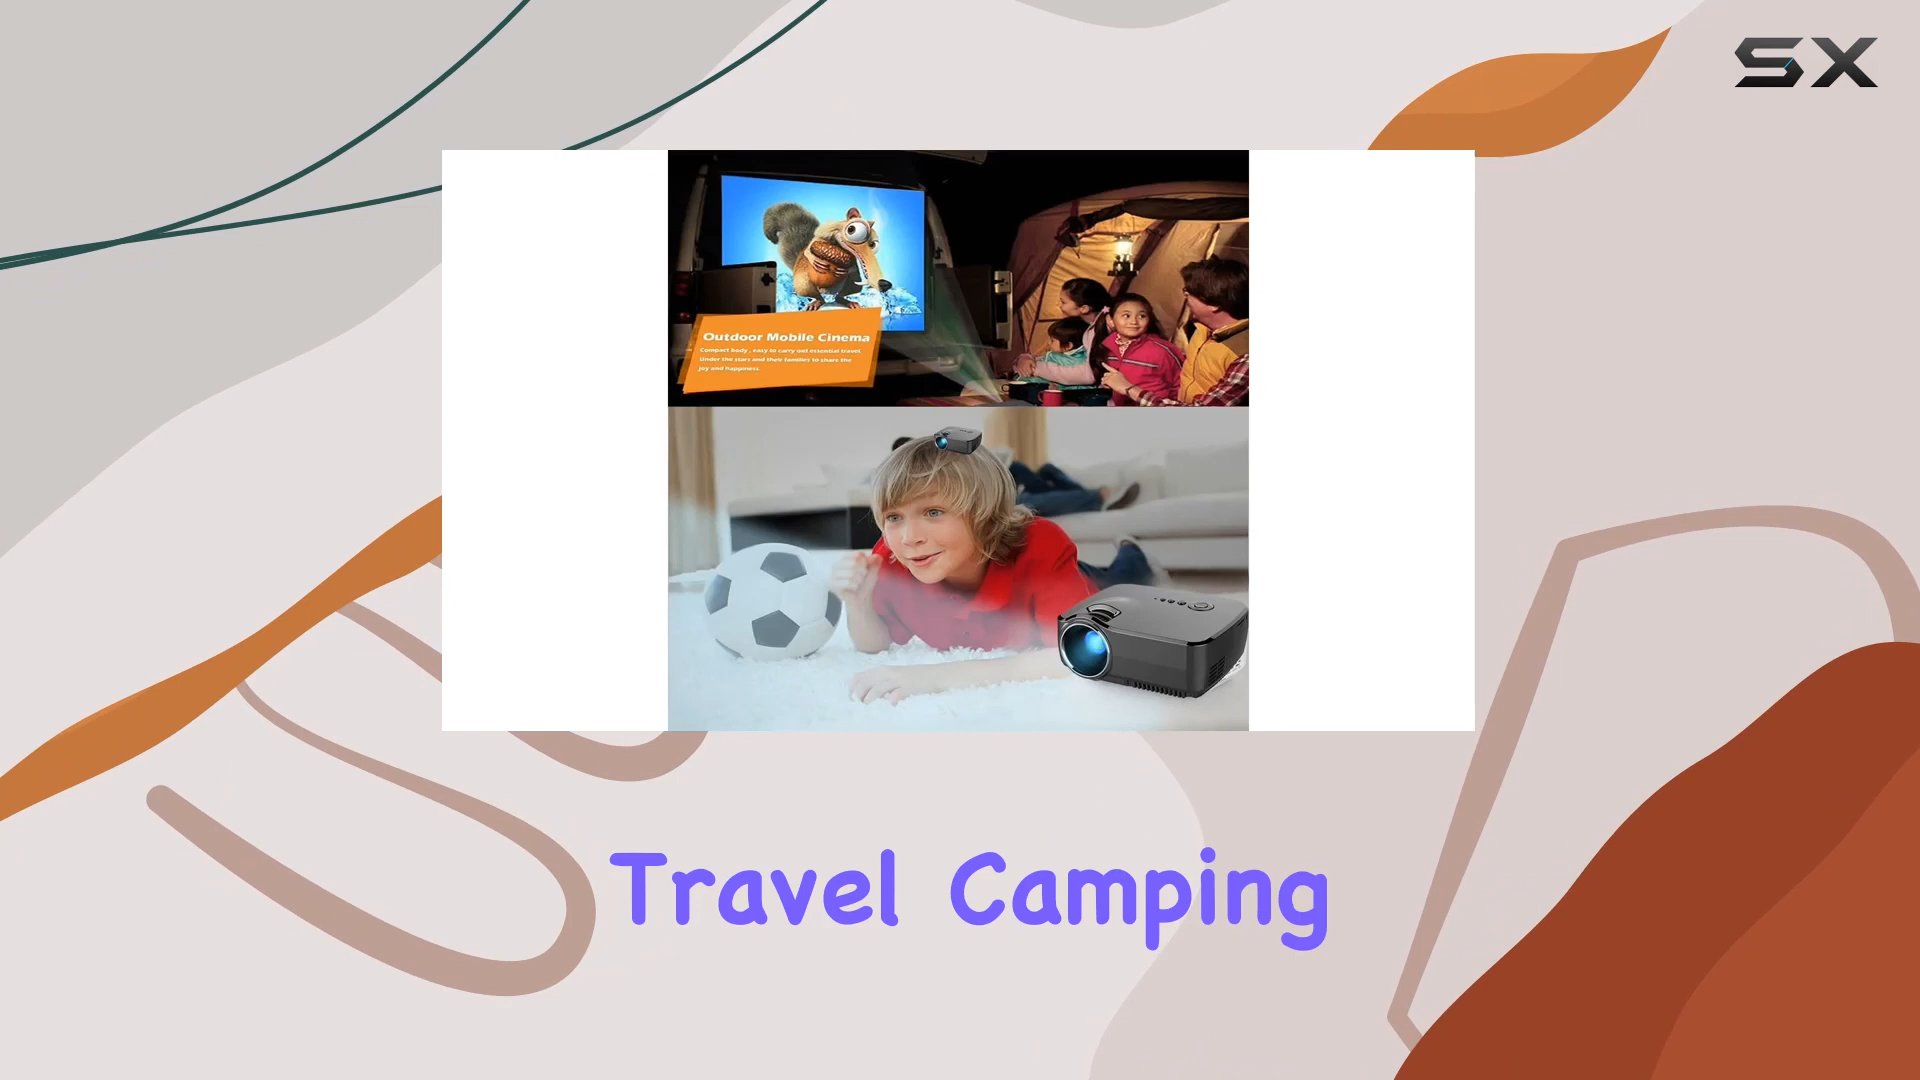 SX
Outdoor Mobile Cinema
Compact body , easy to carry out essential travel.
Under the stars and their families to share the
joy and happiness.
Travel Camping